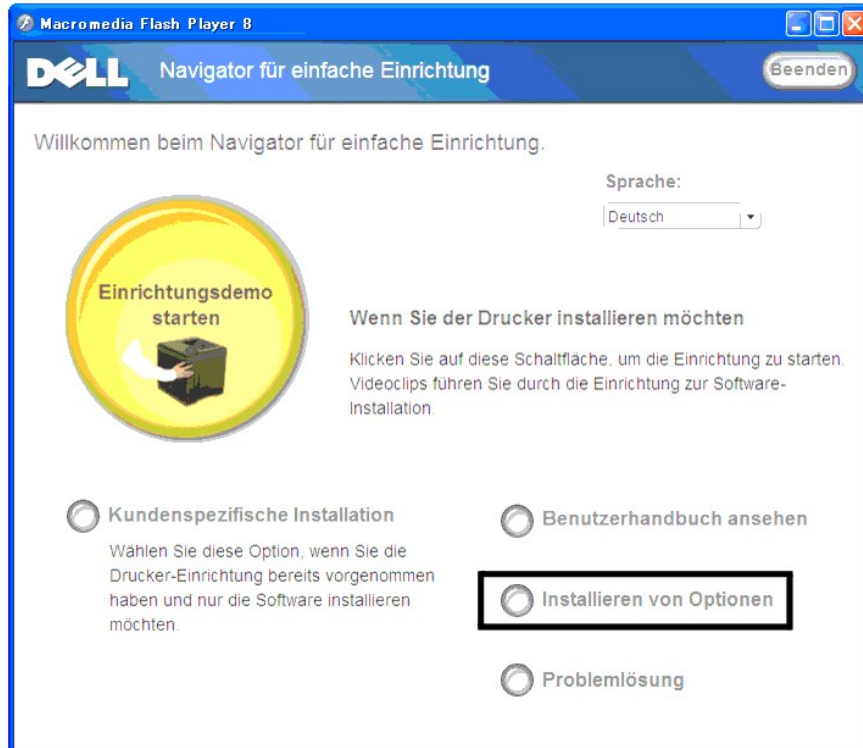 Macromedia Flash Player 8
DELL Navigator für einfache Einrichtung Beenden
Willkommen beim Navigator für einfache Einrichtung.
Sprache:
Deutsch
Einrichtungsdemo
starten
Wenn Sie der Drucker installieren möchten
Klicken Sie auf diese Schaltfläche, um die Einrichtung zu starten.
Videoclips führen Sie durch die Einrichtung zur Software-
Installation.
Kundenspezifische Installation
Wählen Sie diese Option, wenn Sie die
Drucker-Einrichtung bereits vorgenommen
haben und nur die Software installieren
möchten.
Benutzerhandbuch ansehen
Installieren von Optionen
Problemlösung